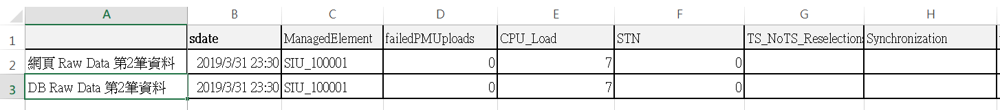 A B C D E F G H
1 sdate ManagedElement failedPMUploads CPU_Load STN TS_NoTS_Reselections Synchronization
2 網頁 Raw Data 第2筆資料 2019/3/31 23:30 SIU_100001 0 7 0
3 DB Raw Data 第2筆資料 2019/3/31 23:30 SIU_100001 0 7 0